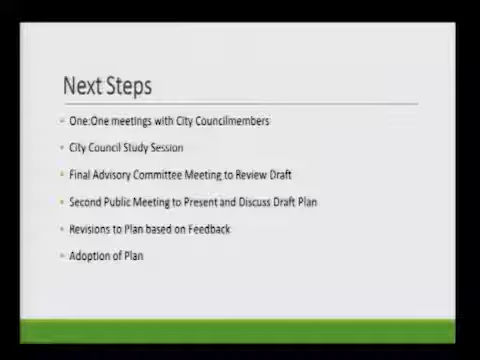 Next Steps
One:One meetings with City Councilmembers
City Council Study Session
Final Advisory Committee Meeting to Review Draft
Second Public Meeting to Present and Discuss Draft Plan
Revisions to Plan based on Feedback
Adoption of Plan